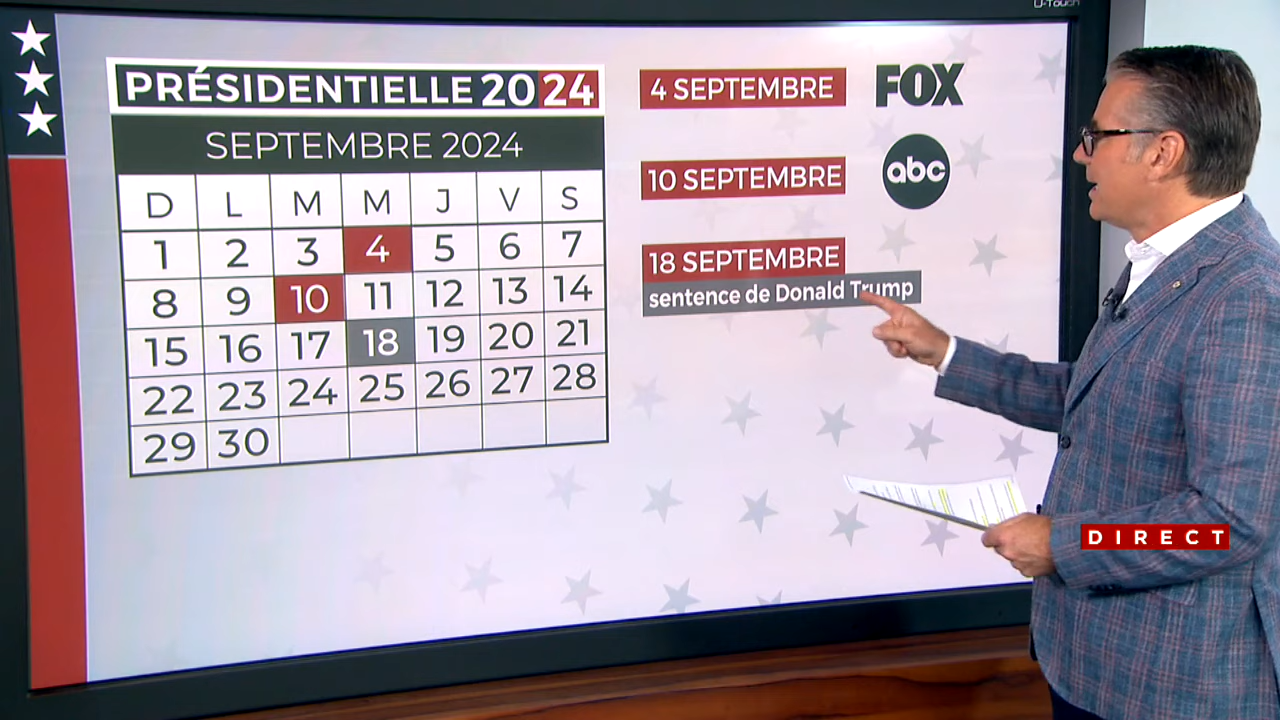 U-Touch
PRÉSIDENTIELLE 2024
SEPTEMBRE 2024
D L M M J V S
1 2 3 4 5 6 7
8 9 10 11 12 13 14
15 16 17 18 19 20 21
22 23 24 25 26 27 28
29 30
4 SEPTEMBRE
FOX
10 SEPTEMBRE
abc
18 SEPTEMBRE
sentence de Donald Trump
DIRECT